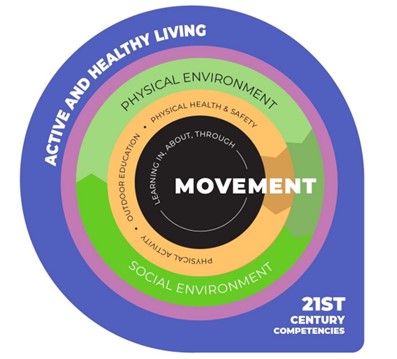 ACTIVE AND HEALTHY LIVING
PHYSICAL ENVIRONMENT
PHYSICAL HEALTH & SAFETY
OUTDOOR EDUCATION
PHYSICAL ACTIVITY
LEARNING IN, ABOUT, THROUGH
MOVEMENT
SOCIAL ENVIRONMENT
21ST
CENTURY
COMPETENCIES